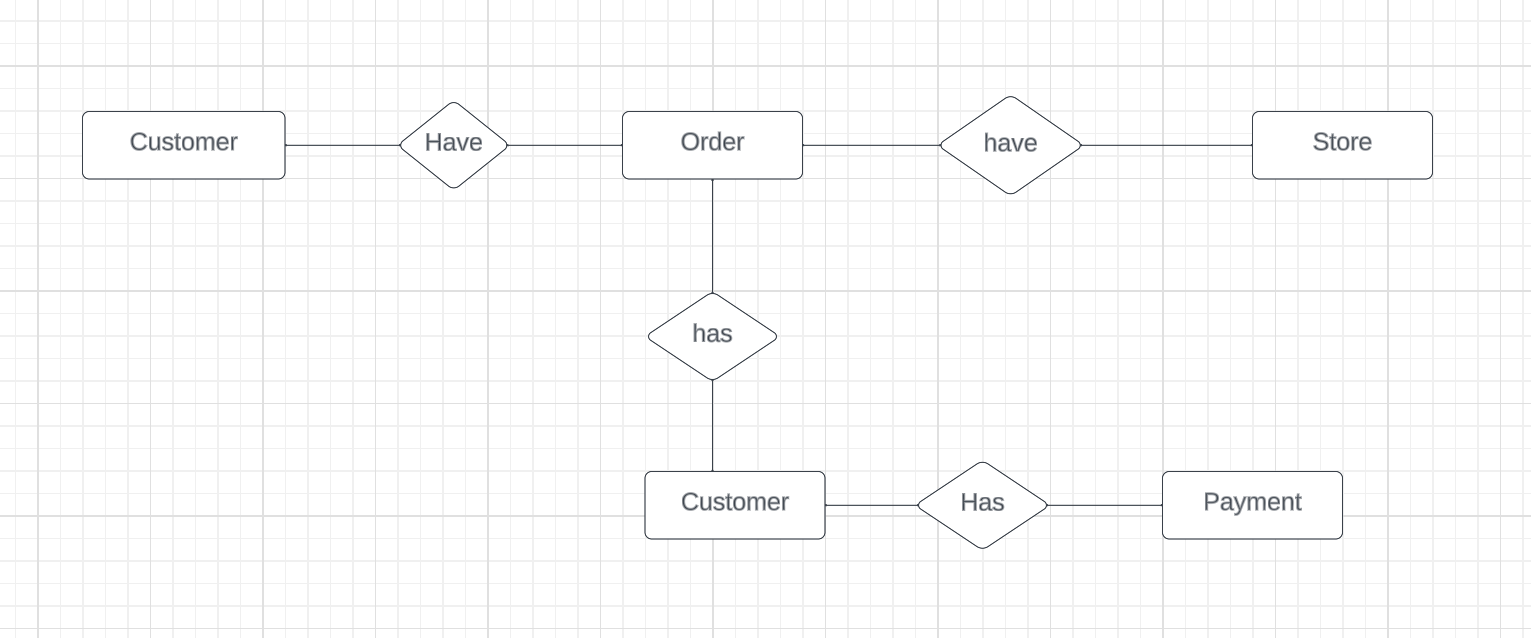 Customer
Have
Order
have
Store
has
Customer
Has
Payment